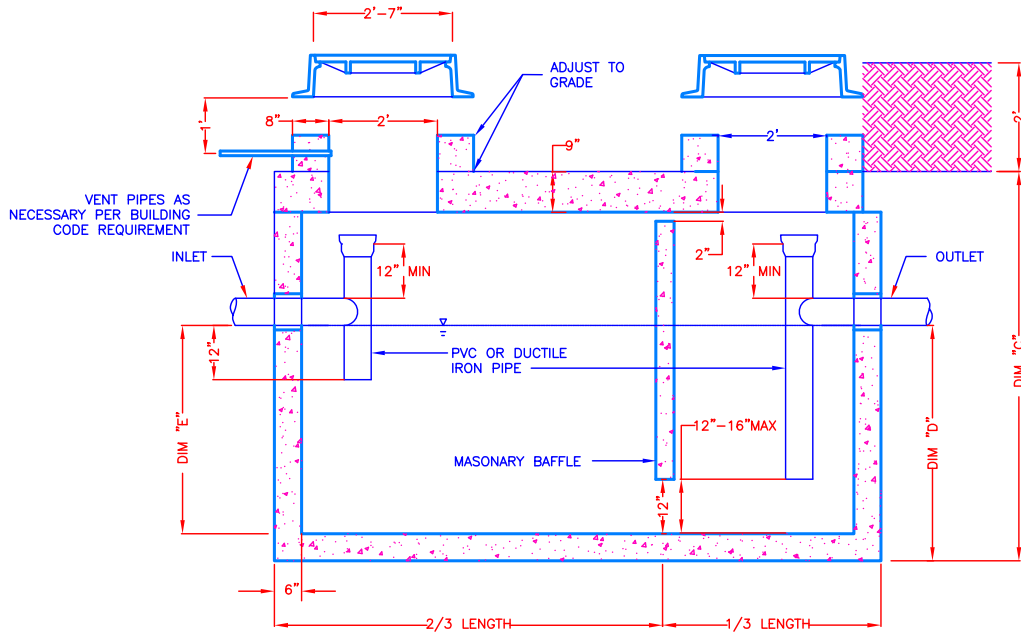 2'-7"
ADJUST TO
GRADE
1'
8"
2'
9"
2'
2'
VENT PIPES AS
NECESSARY PER BUILDING
CODE REQUIREMENT
2"
INLET
12" MIN
12" MIN
OUTLET
12"
PVC OR DUCTILE
IRON PIPE
DIM "E"
12"-16"MAX
MASONARY BAFFLE
12"
DIM "D"
DIM "C"
6"
2/3 LENGTH
1/3 LENGTH